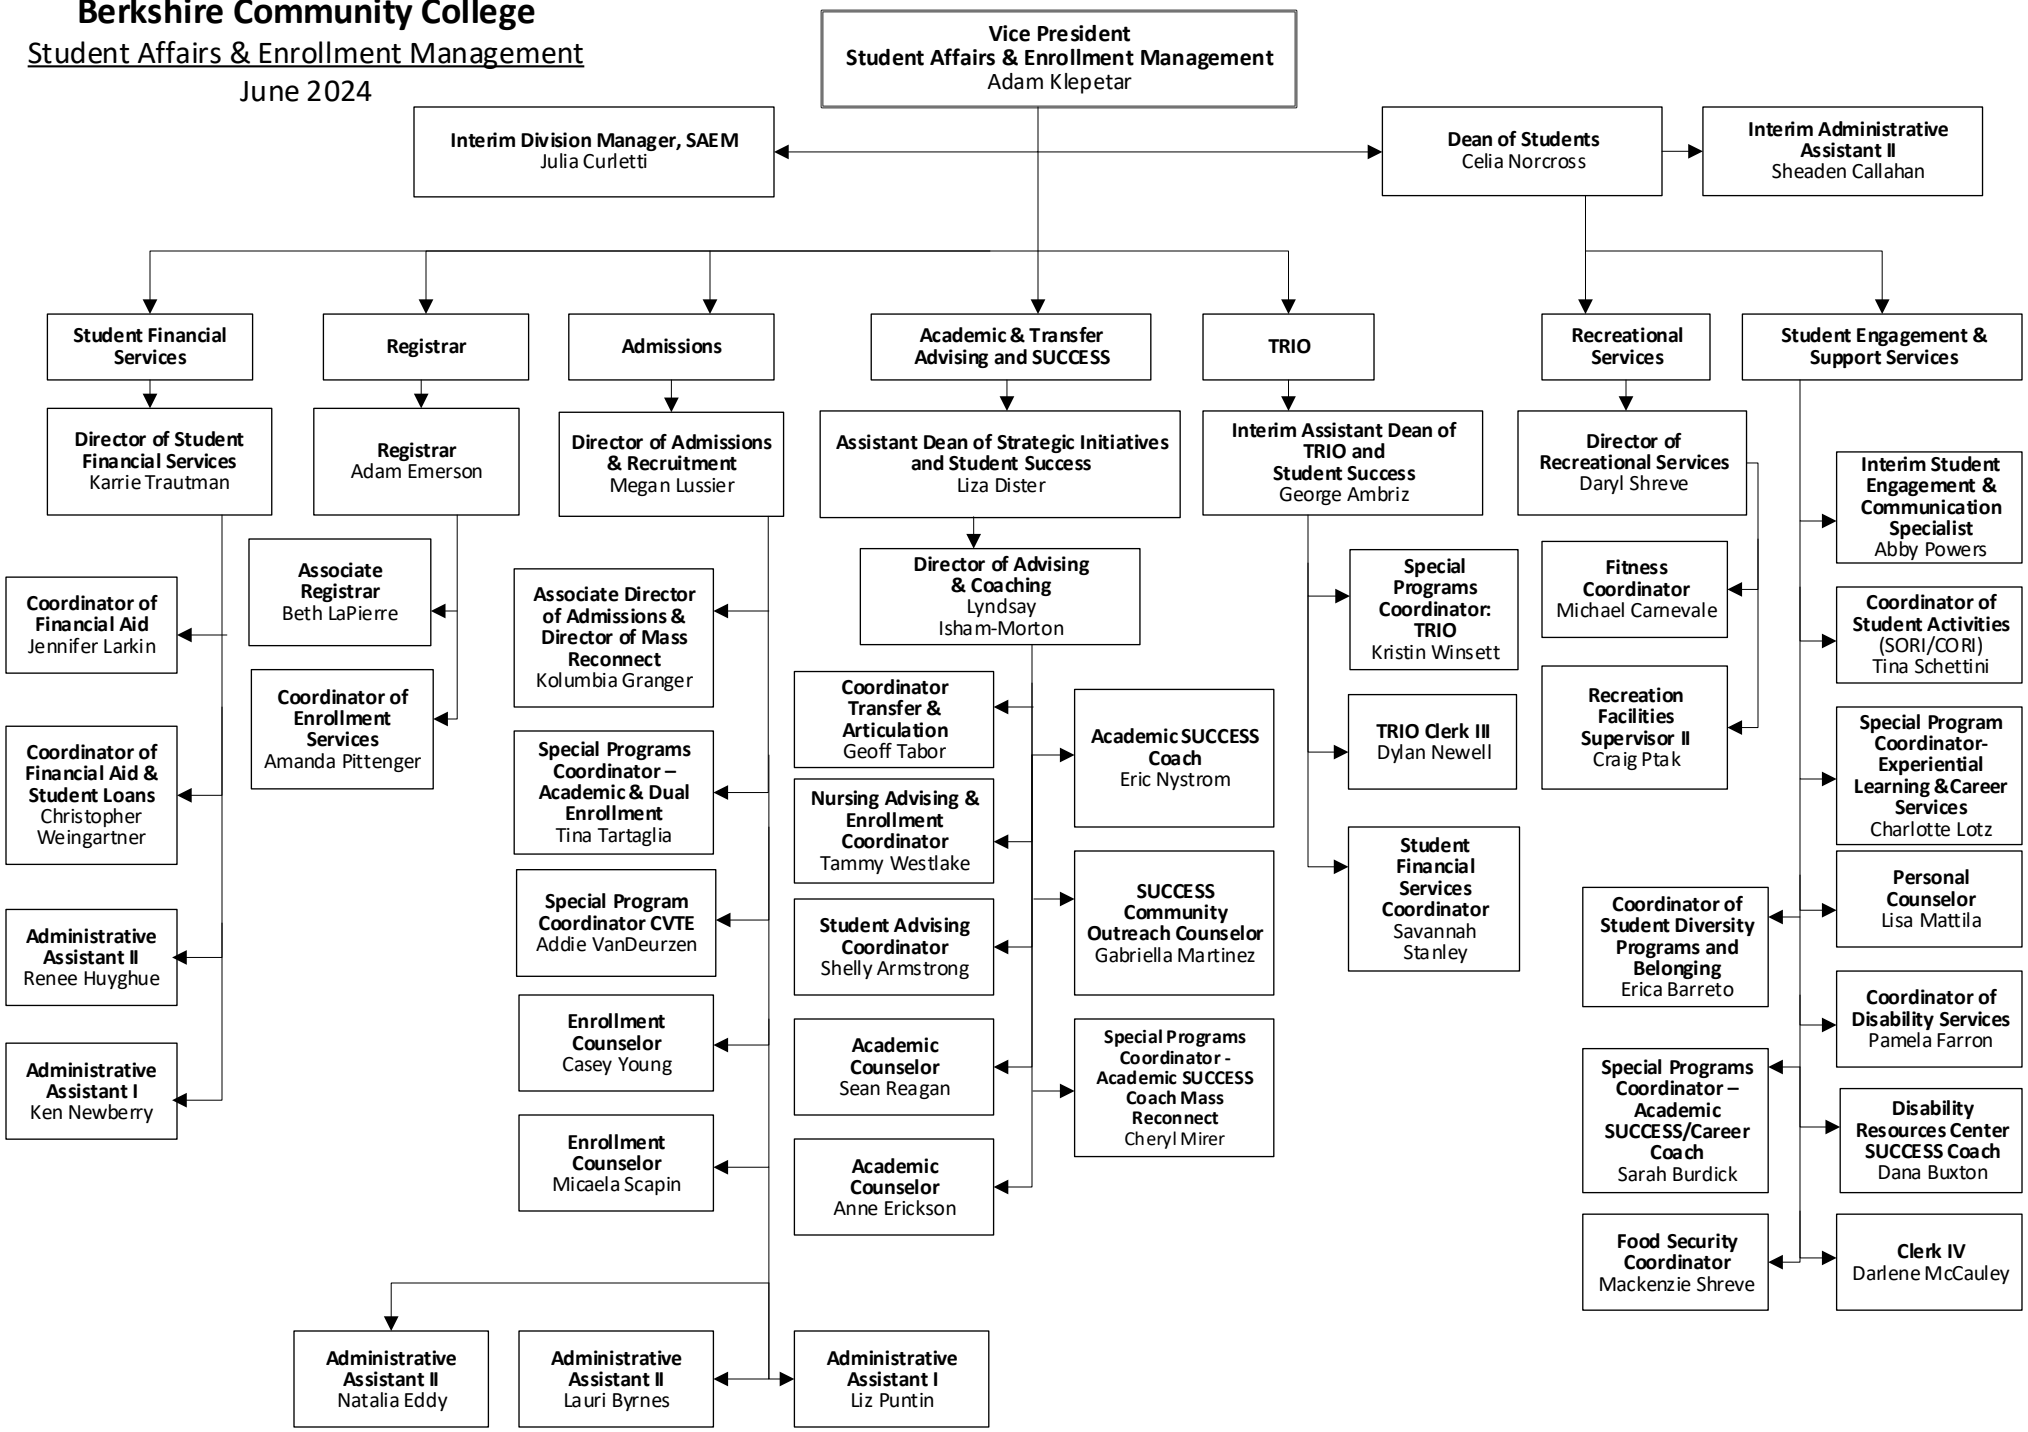 Berkshire Community College
Student Affairs & Enrollment Management
June 2024
Vice President
Student Affairs & Enrollment Management
Adam Klepetar
Interim Division Manager, SAEM
Julia Curletti
Dean of Students
Celia Norcross
Interim Administrative
Assistant II
Sheaden Callahan
Student Financial
Services
Registrar
Admissions
Academic & Transfer
Advising and SUCCESS
TRIO
Recreational
Services
Student Engagement &
Support Services
Director of Student
Financial Services
Karrie Trautman
Registrar
Adam Emerson
Director of Admissions
& Recruitment
Megan Lussier
Assistant Dean of Strategic Initiatives
and Student Success
Liza Dister
Interim Assistant Dean of
TRIO and
Student Success
George Ambriz
Director of
Recreational Services
Daryl Shreve
Coordinator of
Financial Aid
Jennifer Larkin
Coordinator of
Financial Aid &
Student Loans
Christopher
Weingartner
Administrative
Assistant II
Renee Huyghue
Administrative
Assistant I
Ken Newberry
Associate
Registrar
Beth LaPierre
Coordinator of
Enrollment
Services
Amanda Pittenger
Associate Director
of Admissions &
Director of Mass
Reconnect
Kolumbia Granger
Special Programs
Coordinator –
Academic & Dual
Enrollment
Tina Tartaglia
Special Program
Coordinator CVTE
Addie VanDeurzen
Enrollment
Counselor
Casey Young
Enrollment
Counselor
Micaela Scapin
Administrative
Assistant II
Natalia Eddy
Administrative
Assistant II
Lauri Byrnes
Administrative
Assistant I
Liz Puntin
Director of Advising
& Coaching
Lyndsay
Isham-Morton
Coordinator
Transfer &
Articulation
Geoff Tabor
Nursing Advising &
Enrollment
Coordinator
Tammy Westlake
Student Advising
Coordinator
Shelly Armstrong
Academic
Counselor
Sean Reagan
Academic
Counselor
Anne Erickson
Academic SUCCESS
Coach
Eric Nystrom
SUCCESS
Community
Outreach Counselor
Gabriella Martinez
Special Programs
Coordinator -
Academic SUCCESS
Coach Mass
Reconnect
Cheryl Mirer
Special
Programs
Coordinator:
TRIO
Kristin Winsett
TRIO Clerk III
Dylan Newell
Student
Financial
Services
Coordinator
Savannah
Stanley
Fitness
Coordinator
Michael Carnevale
Recreation
Facilities
Supervisor II
Craig Ptak
Interim Student
Engagement &
Communication
Specialist
Abby Powers
Coordinator of
Student Activities
(SORI/CORI)
Tina Schettini
Special Program
Coordinator-
Experiential
Learning &Career
Services
Charlotte Lotz
Personal
Counselor
Lisa Mattila
Coordinator of
Student Diversity
Programs and
Belonging
Erica Barreto
Coordinator of
Disability Services
Pamela Farron
Special Programs
Coordinator –
Academic
SUCCESS/Career
Coach
Sarah Burdick
Disability
Resources Center
SUCCESS Coach
Dana Buxton
Food Security
Coordinator
Mackenzie Shreve
Clerk IV
Darlene McCauley